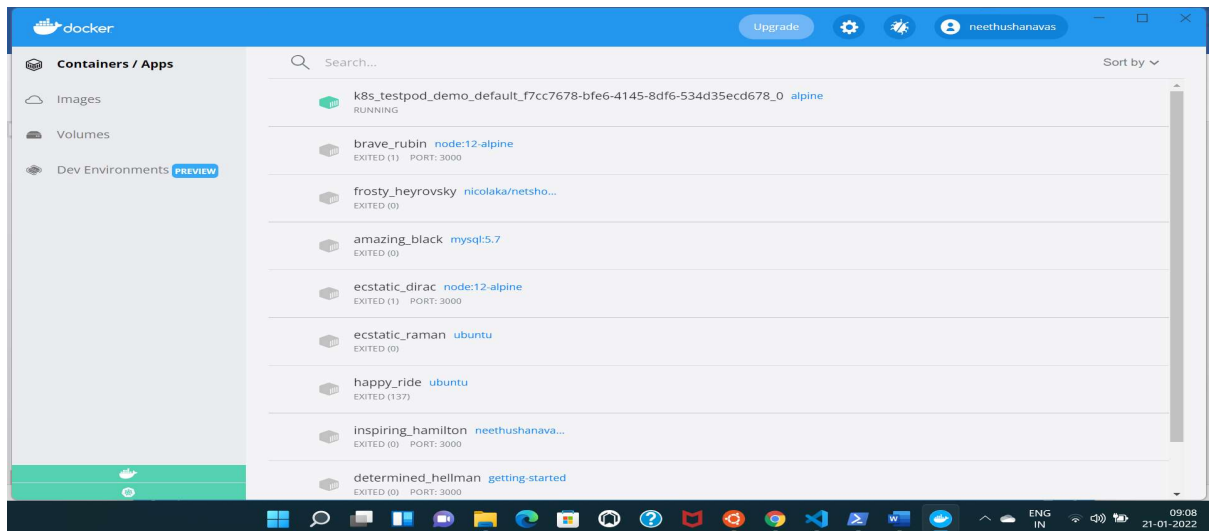 docker
Upgrade
neethushanavas
Containers / Apps
Images
Volumes
Dev Environments PREVIEW
Search...
Sort by
k8s_testpod_demo_default_f7cc7678-bfe6-4145-8df6-534d35ecd678_0 alpine
RUNNING
brave_rubin node:12-alpine
EXITED (1) PORT: 3000
frosty_heyrovsky nicolaka/netsho...
EXITED (0)
amazing_black mysql:5.7
EXITED (0)
ecstatic_dirac node:12-alpine
EXITED (1) PORT: 3000
ecstatic_raman ubuntu
EXITED (0)
happy_ride ubuntu
EXITED (137)
inspiring_hamilton neethushanava...
EXITED (0) PORT: 3000
determined_hellman getting-started
EXITED (0) PORT: 3000
ENG
IN
09:08
21-01-2022